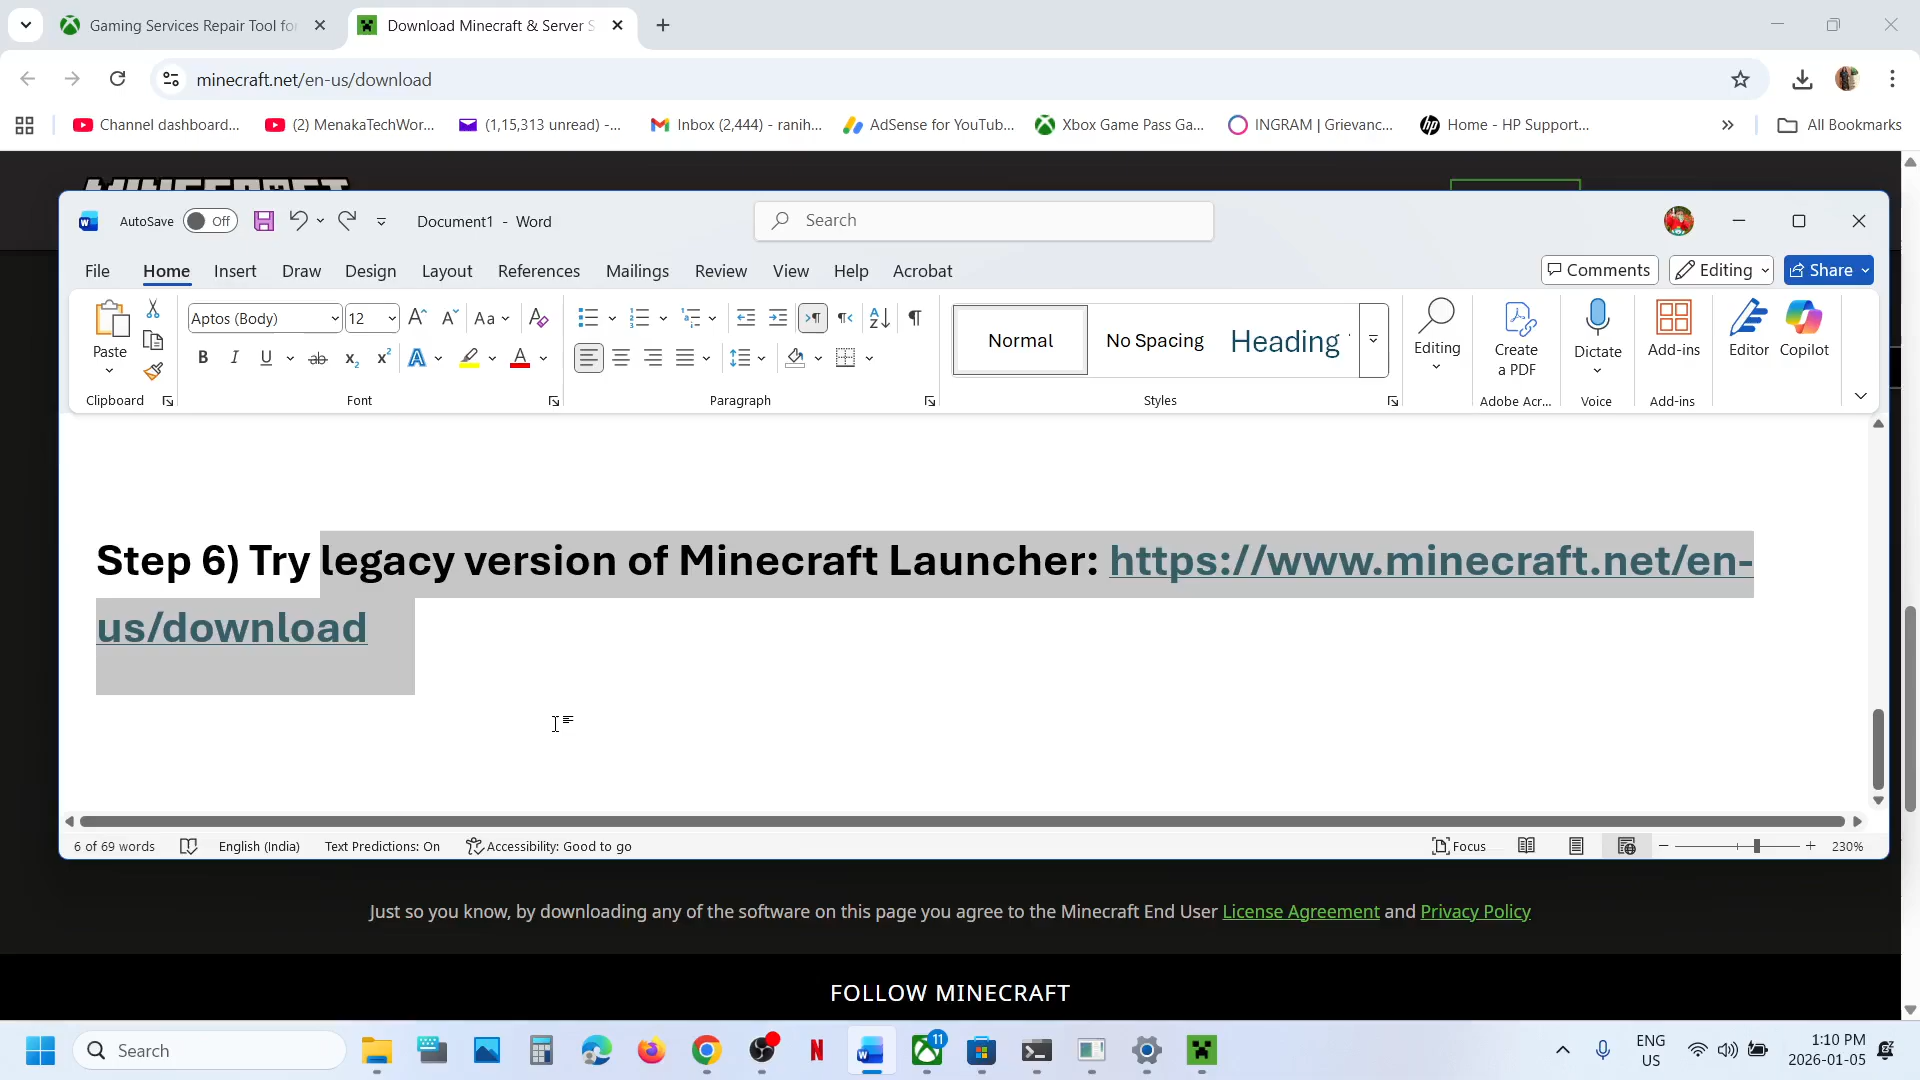 Gaming Services Repair Tool fo
Download Minecraft & Server S
minecraft.net/en-us/download
Channel dashboard...
(2) MenakaTechWor...
(1,15,313 unread) -...
Inbox (2,444) - ranih...
AdSense for YouTub...
Xbox Game Pass Ga...
INGRAM | Grievanc...
Home - HP Support...
All Bookmarks
MINECRAFT
AutoSave Off
Document1 - Word
Search
File Home Insert Draw Design Layout References Mailings Review View Help Acrobat
Comments Editing Share
Paste
Clipboard
Aptos (Body) 12
Font
Paragraph
Normal No Spacing Heading
Styles
Editing
Create a PDF
Adobe Acr...
Dictate
Voice
Add-ins
Add-ins
Editor
Copilot
Step 6) Try legacy version of Minecraft Launcher: https://www.minecraft.net/en-
us/download
6 of 69 words
English (India)
Text Predictions: On
Accessibility: Good to go
Focus
230%
Just so you know, by downloading any of the software on this page you agree to the Minecraft End User License Agreement and Privacy Policy
FOLLOW MINECRAFT
Search
11
ENG
US
1:10 PM
2026-01-05